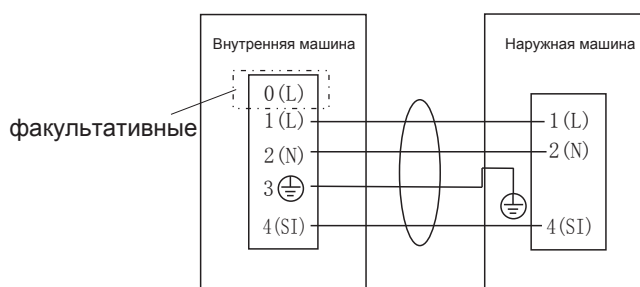 Внутренняя машина
Наружная машина
факультативные
0(L)
1(L)
2(N)
3
4(SI)
1(L)
2(N)
4(SI)